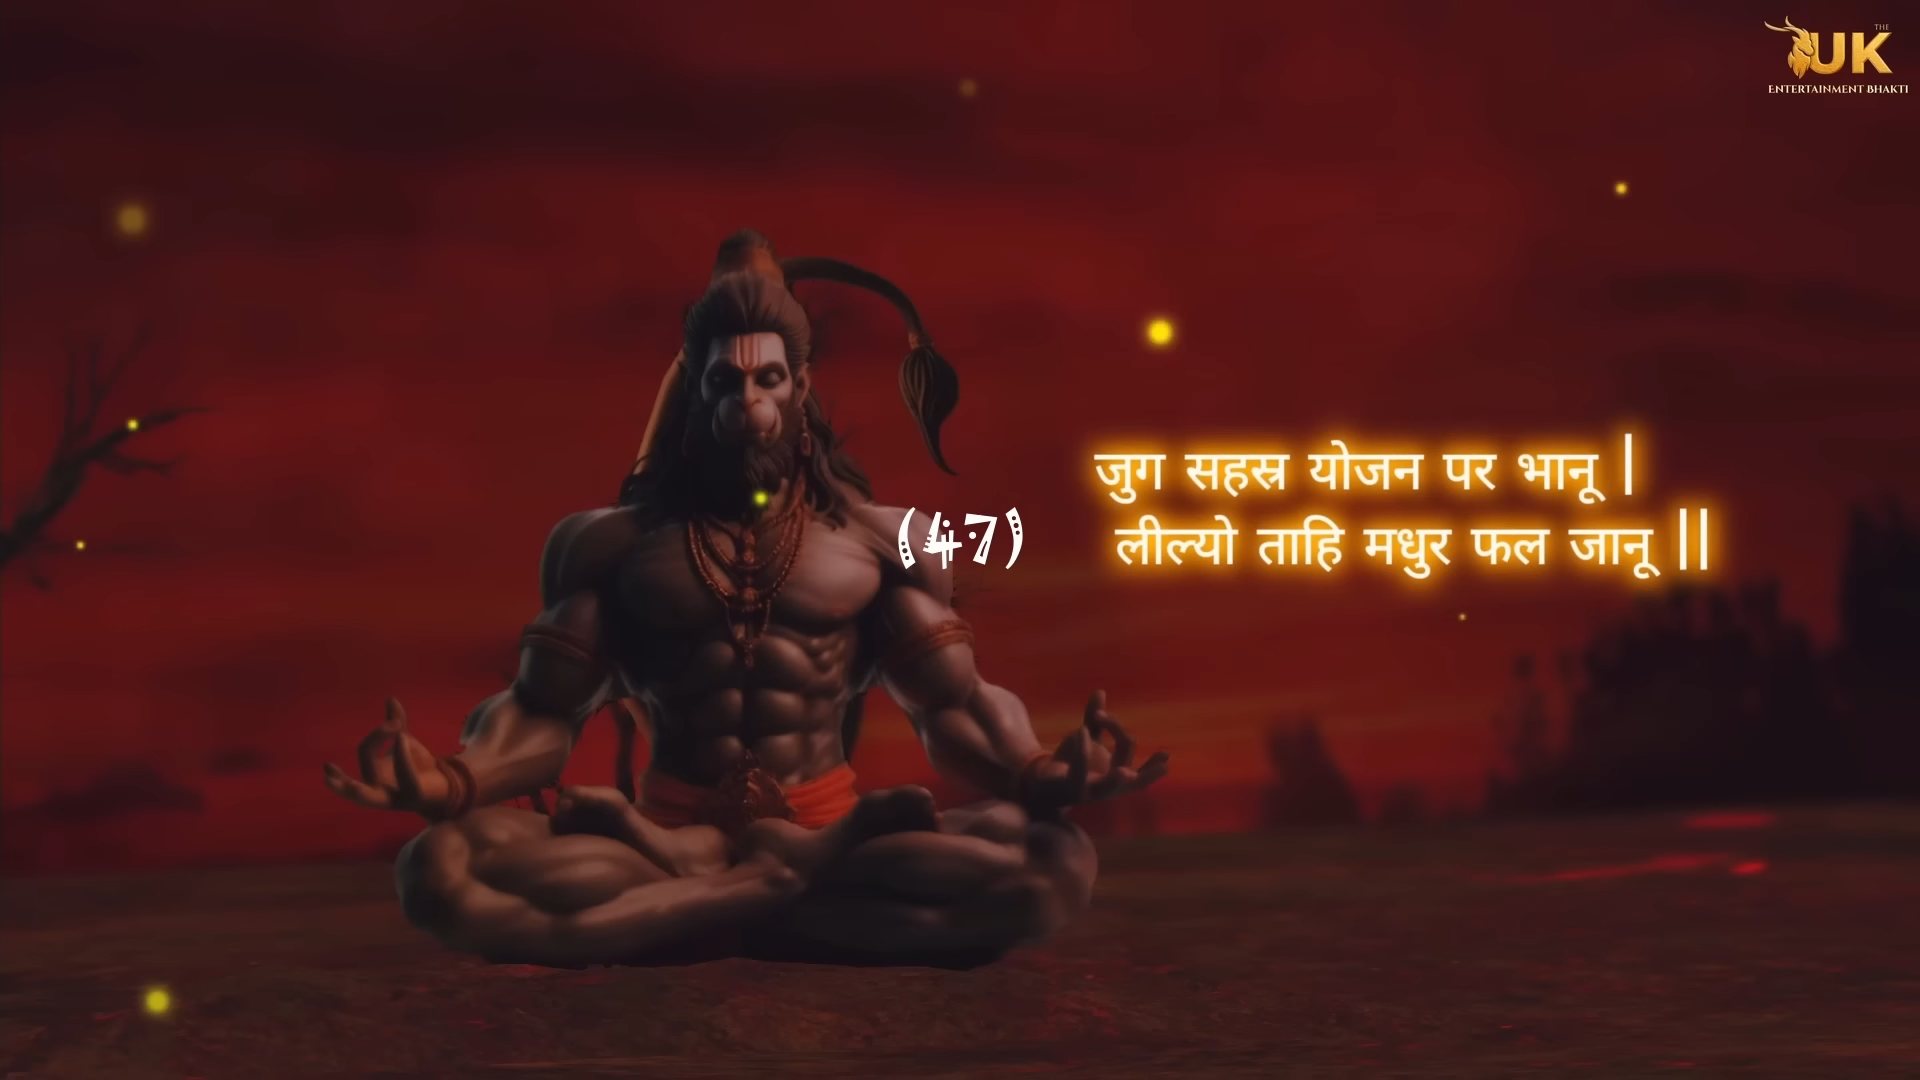 THE
UK
ENTERTAINMENT BHAKTI
जुग सहस्र योजन पर भानू |
लील्यो ताहि मधुर फल जानू ||
(47)